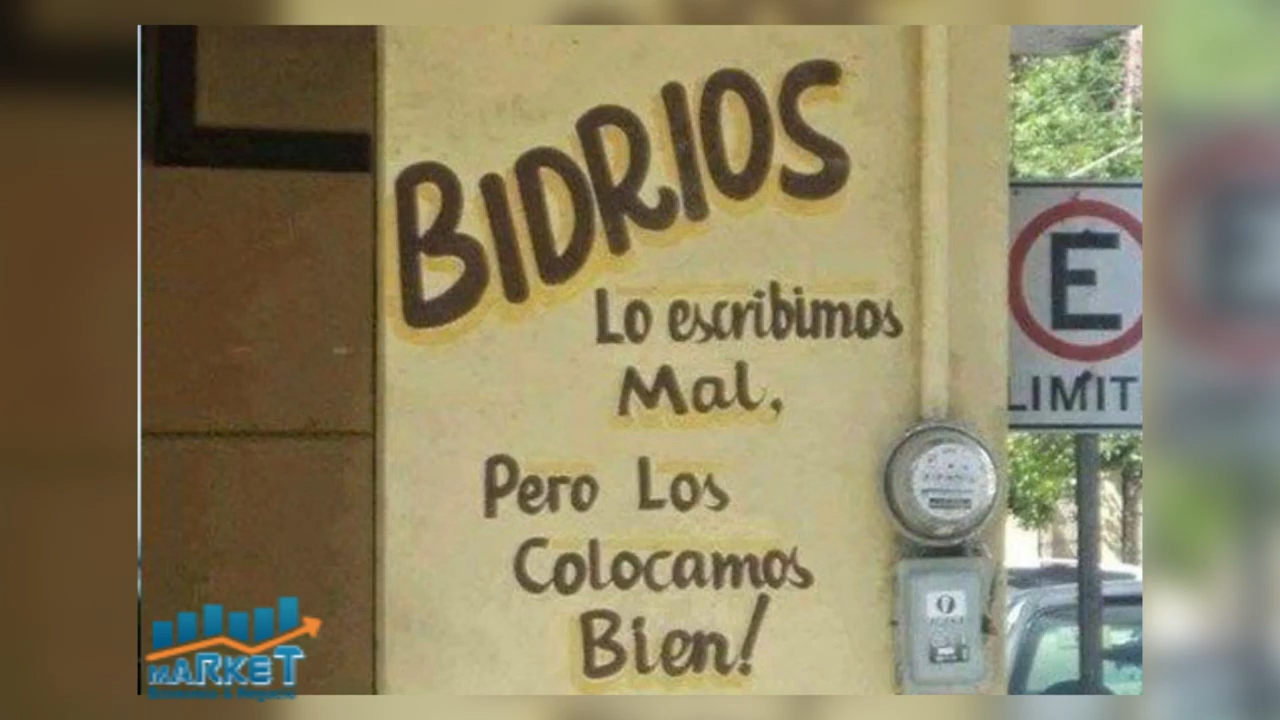 BIDRIOS
Lo escribimos
Mal,
Pero Los
Colocamos
Bien!
E
LIMIT
MARKET